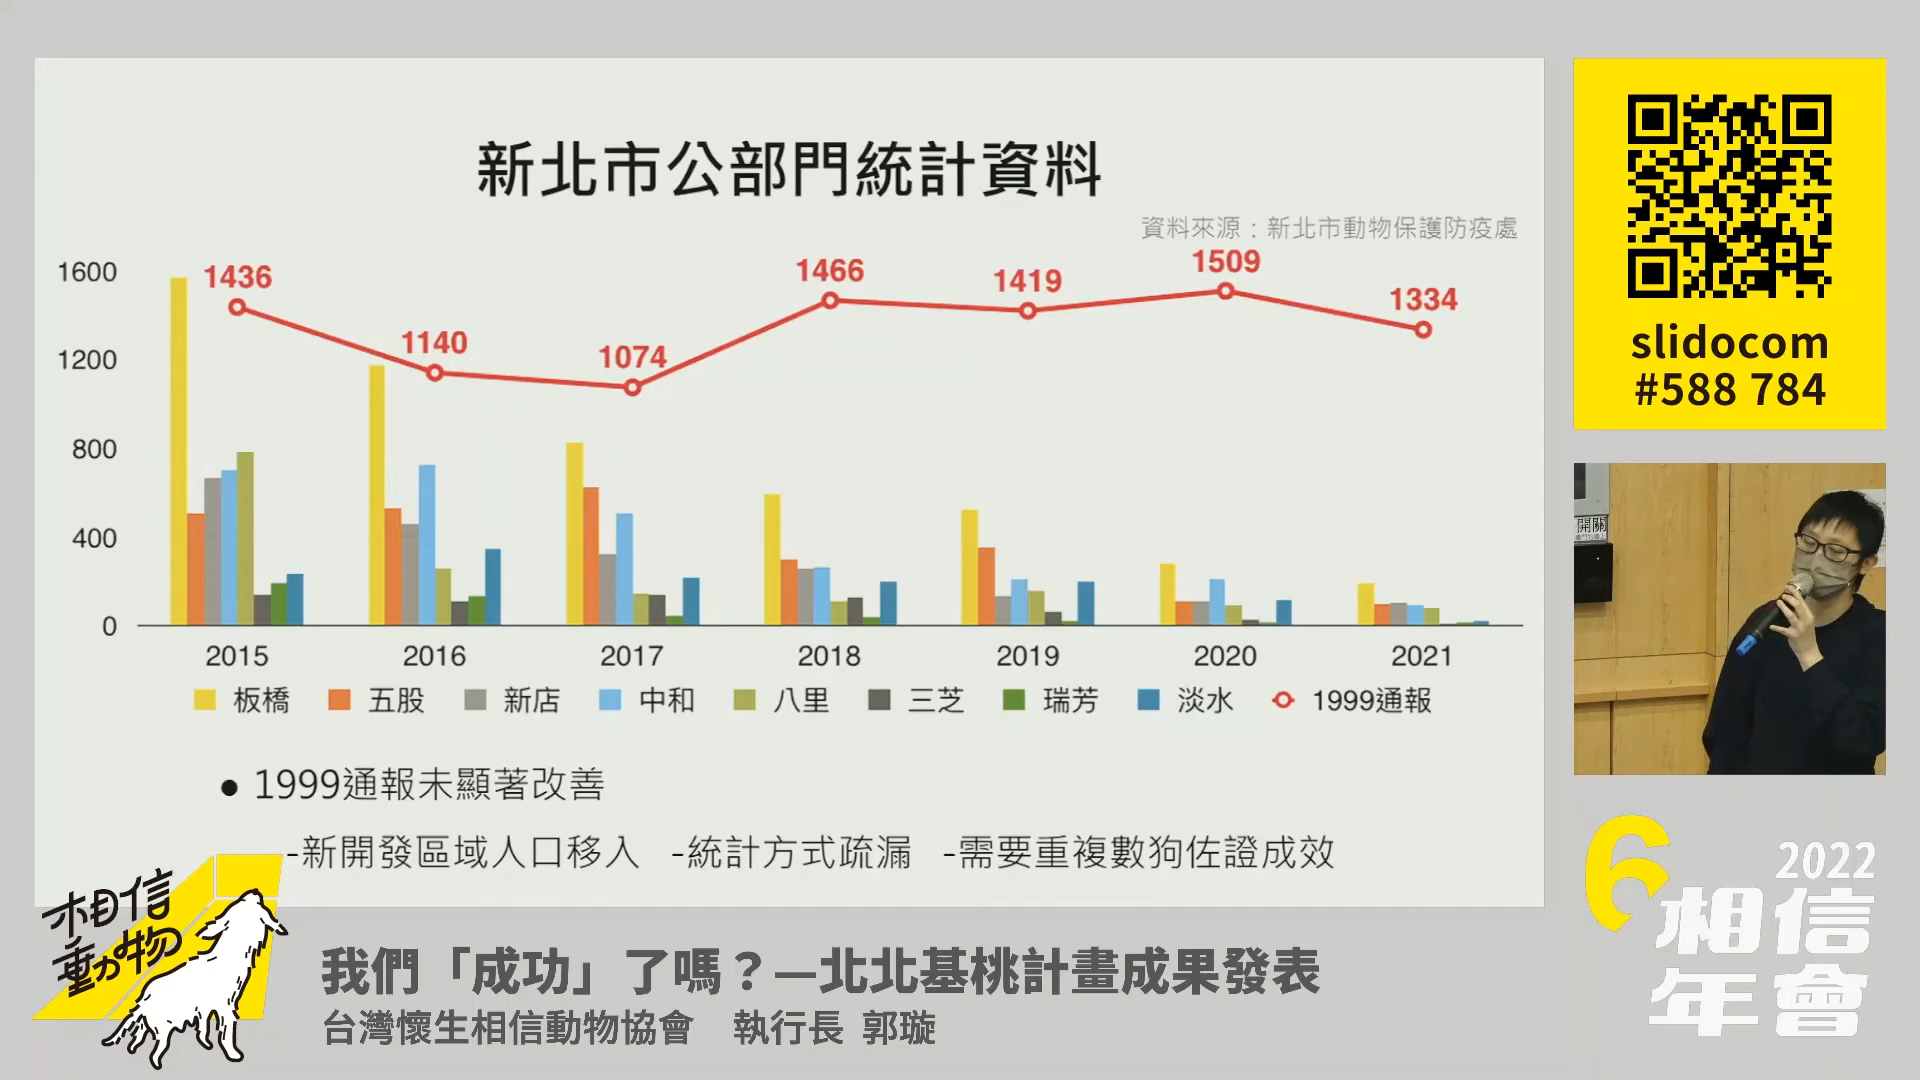 新北市公部門統計資料
資料來源：新北市動物保護防疫處
1600
1200
800
400
0
1436
1140
1074
1466
1419
1509
1334
2015 2016 2017 2018 2019 2020 2021
板橋 五股 新店 中和 八里 三芝 瑞芳 淡水 1999通報
● 1999通報未顯著改善
-新開發區域人口移入 -統計方式疏漏 -需要重複數狗佐證成效
slidocom
#588 784
開關
相信
動物
我們「成功」了嗎？—北北基桃計畫成果發表
台灣懷生相信動物協會 執行長 郭璇
6
2022
相信
年會